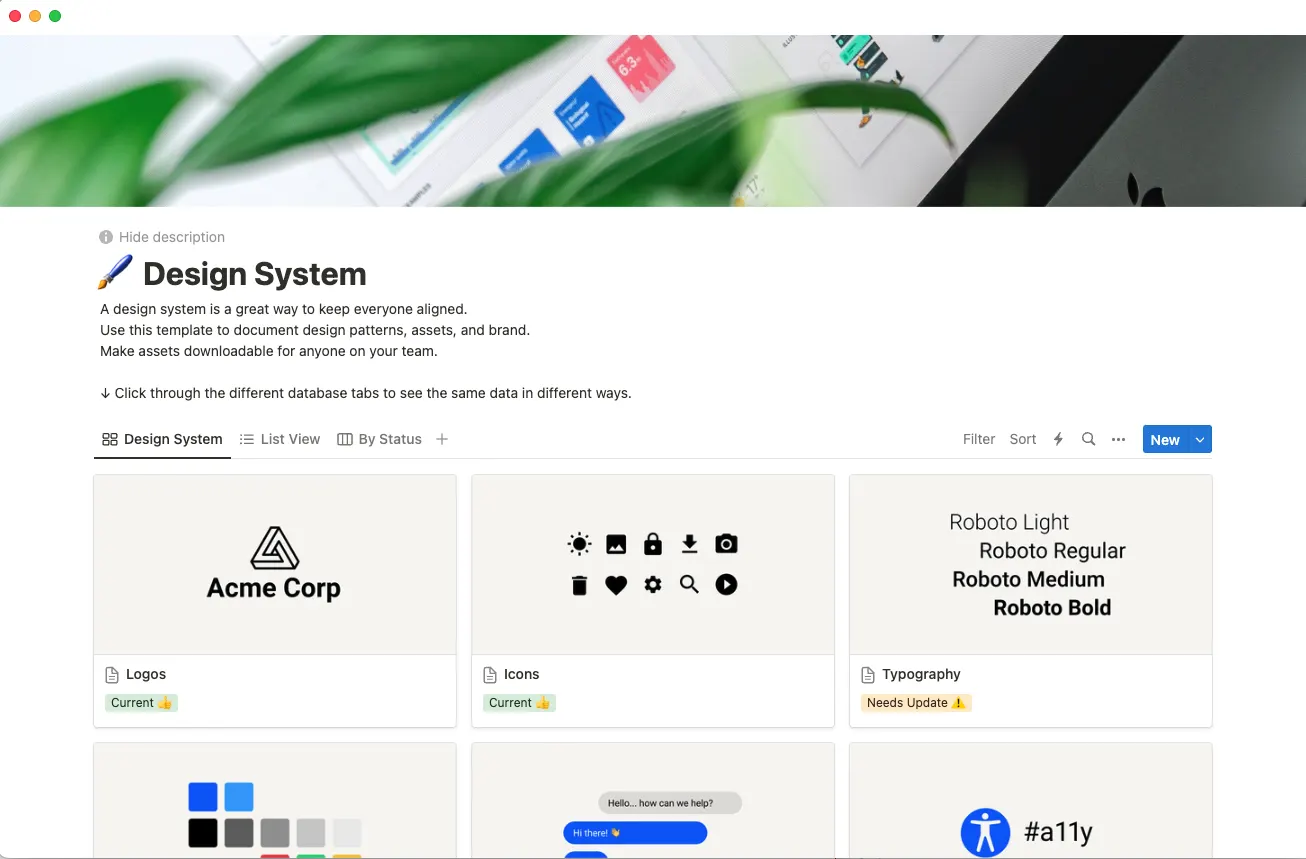 6.3
SAMPLES
17°
Hide description
Design System
A design system is a great way to keep everyone aligned.
Use this template to document design patterns, assets, and brand.
Make assets downloadable for anyone on your team.
↓ Click through the different database tabs to see the same data in different ways.
Design System List View By Status
Filter Sort New
Acme Corp
Roboto Light
Roboto Regular
Roboto Medium
Roboto Bold
Logos
Current 👍
Icons
Current 👍
Typography
Needs Update ⚠️
Hello... how can we help?
Hi there! 👋
#a11y